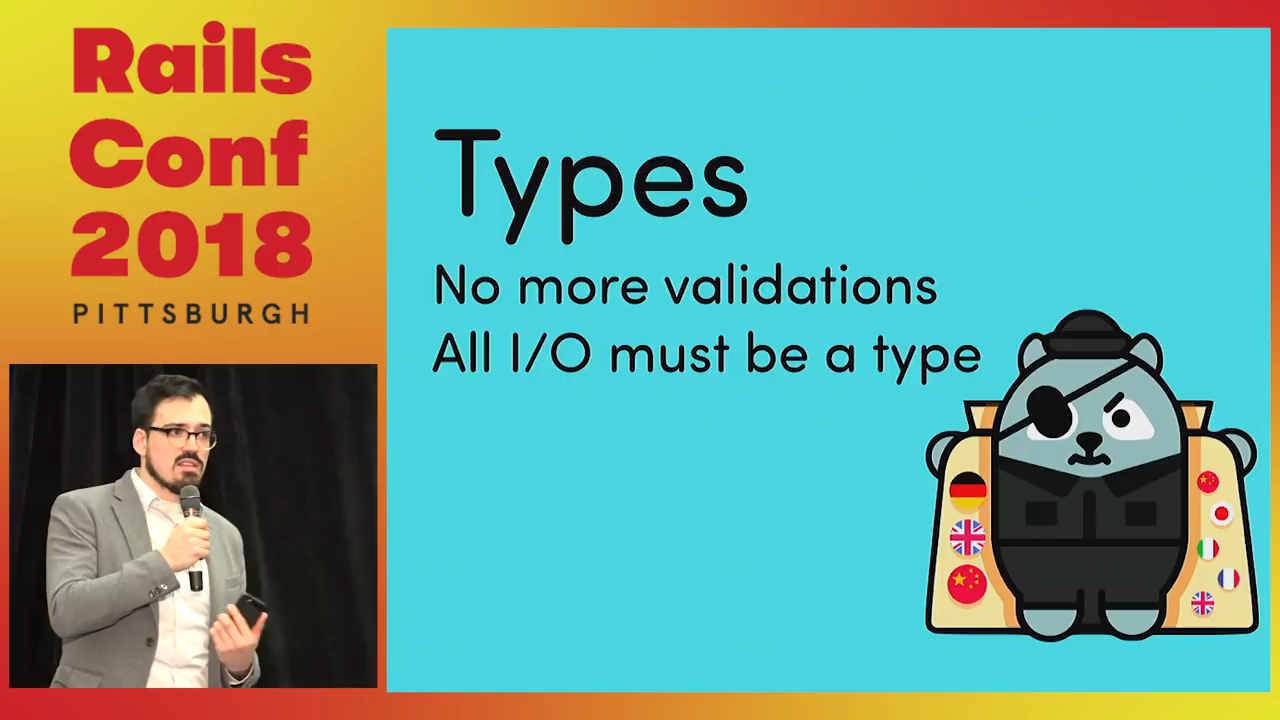 Rails
Conf
2018
PITTSBURGH
Types
No more validations
All I/O must be a type